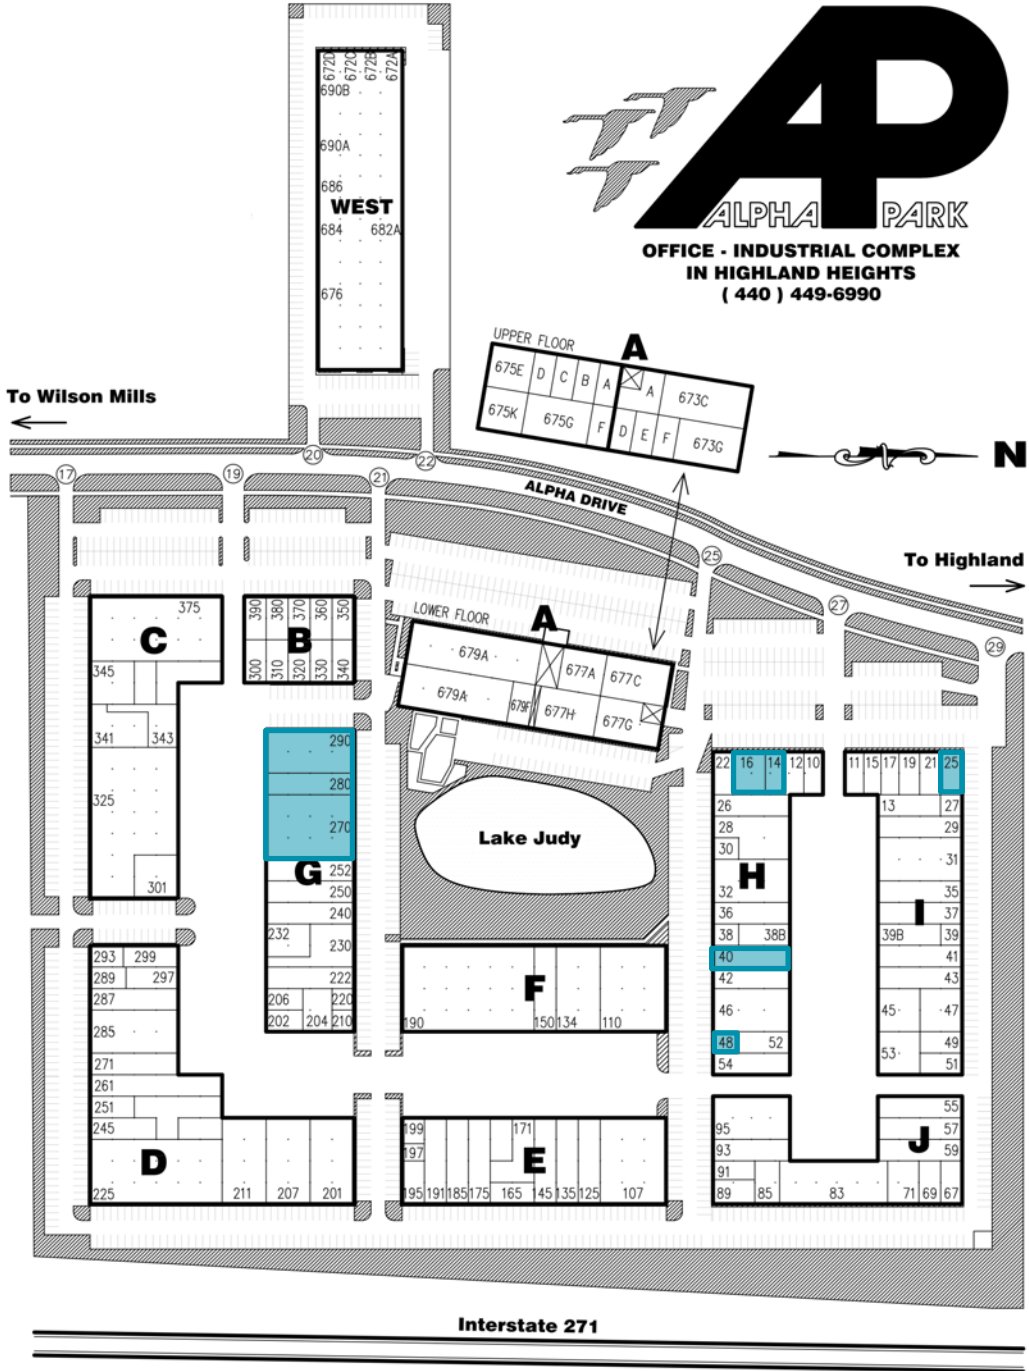 AP
ALPHA PARK
OFFICE - INDUSTRIAL COMPLEX
IN HIGHLAND HEIGHTS
( 440 ) 449-6990
672D 672C 672B 672A
690B
690A
686
WEST
684 682A
676
UPPER FLOOR
A
675E D C B A A 673C
675K 675G F D E F 673G
To Wilson Mills
N
17 19 20 22 21
ALPHA DRIVE
25
To Highland
27
29
LOWER FLOOR
A
679A 677A 677C
679A 679F 677H 677G
375
C
345
341 343
325
301
390 380 370 360 350
B
300 310 320 330 340
290
280
270
G
252
250
240
232
230
222
206 220
202 204 210
Lake Judy
22 16 14 12 10
26
28
30
H
32
36
38 38B
40
42
46
48 52
54
11 15 17 19 21 25
13 27
29
31
35
I
37
39B 39
41
43
45 47
49
53
51
293 299
289 297
287
285
271
261
251
245
D
225 211 207 201
F
190 150 134 110
199 171
197
E
195 191 185 175 165 145 135 125 107
55
95 57
J
93 59
91
89 85 83 71 69 67
Interstate 271